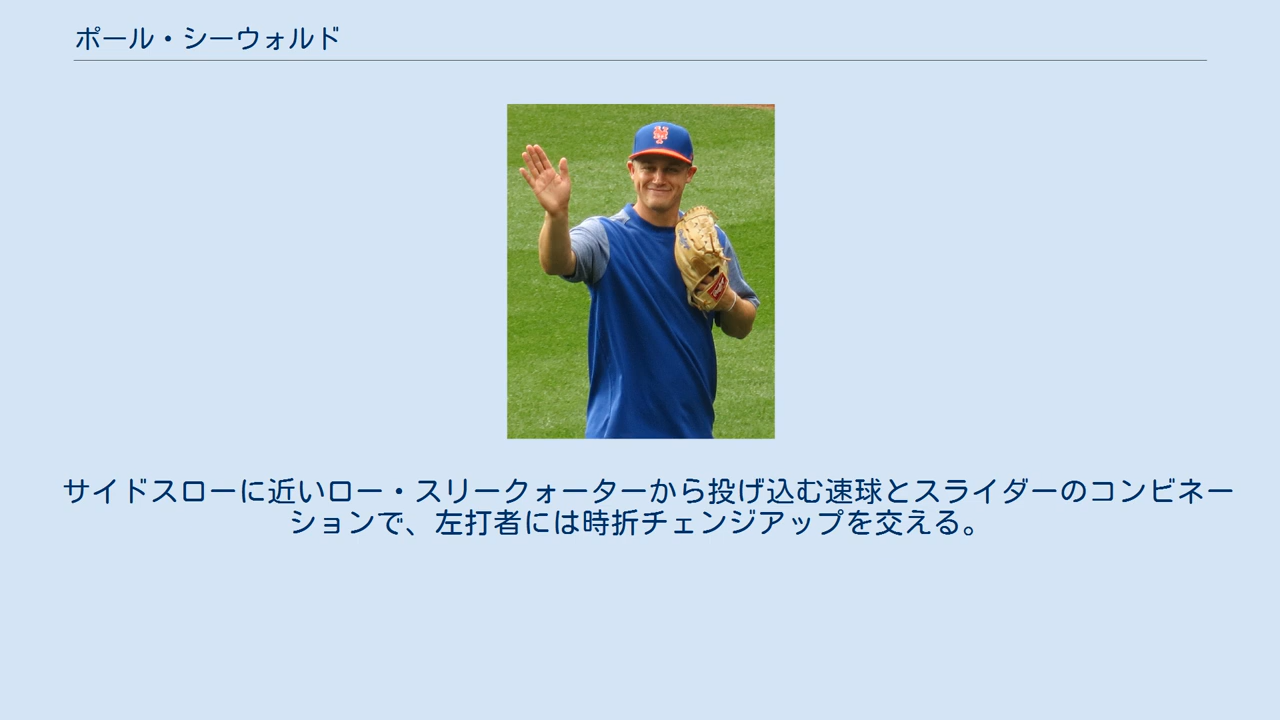 ポール・シーウォルド
サイドスローに近いロー・スリークォーターから投げ込む速球とスライダーのコンビネー
ションで、左打者には時折チェンジアップを交える。